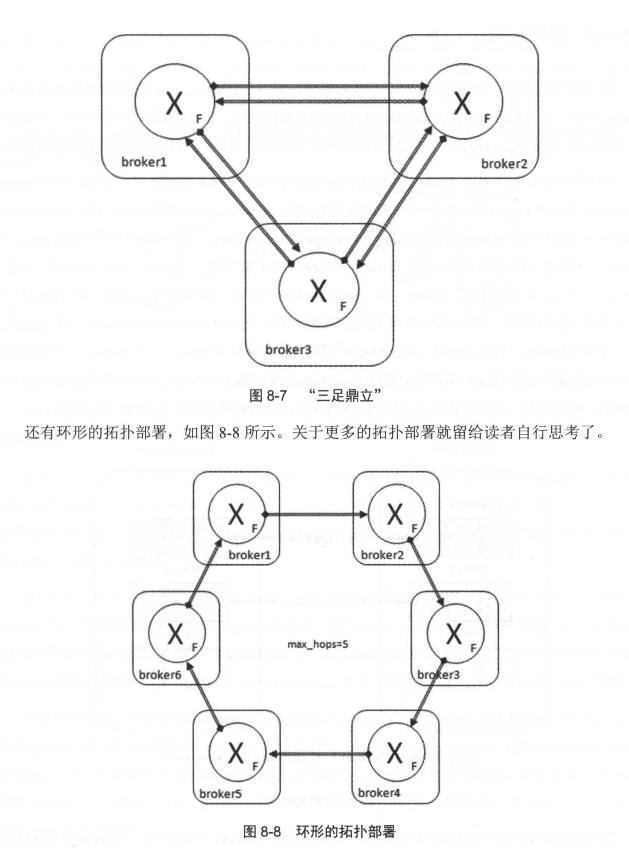 X F
X F
broker1
broker2
X F
broker3
图 8-7 “三足鼎立”
还有环形的拓扑部署，如图 8-8 所示。关于更多的拓扑部署就留给读者自行思考了。
X F
X F
broker1
broker2
X F
X F
max_hops=5
broker6
broker3
X F
X F
broker5
broker4
图 8-8 环形的拓扑部署